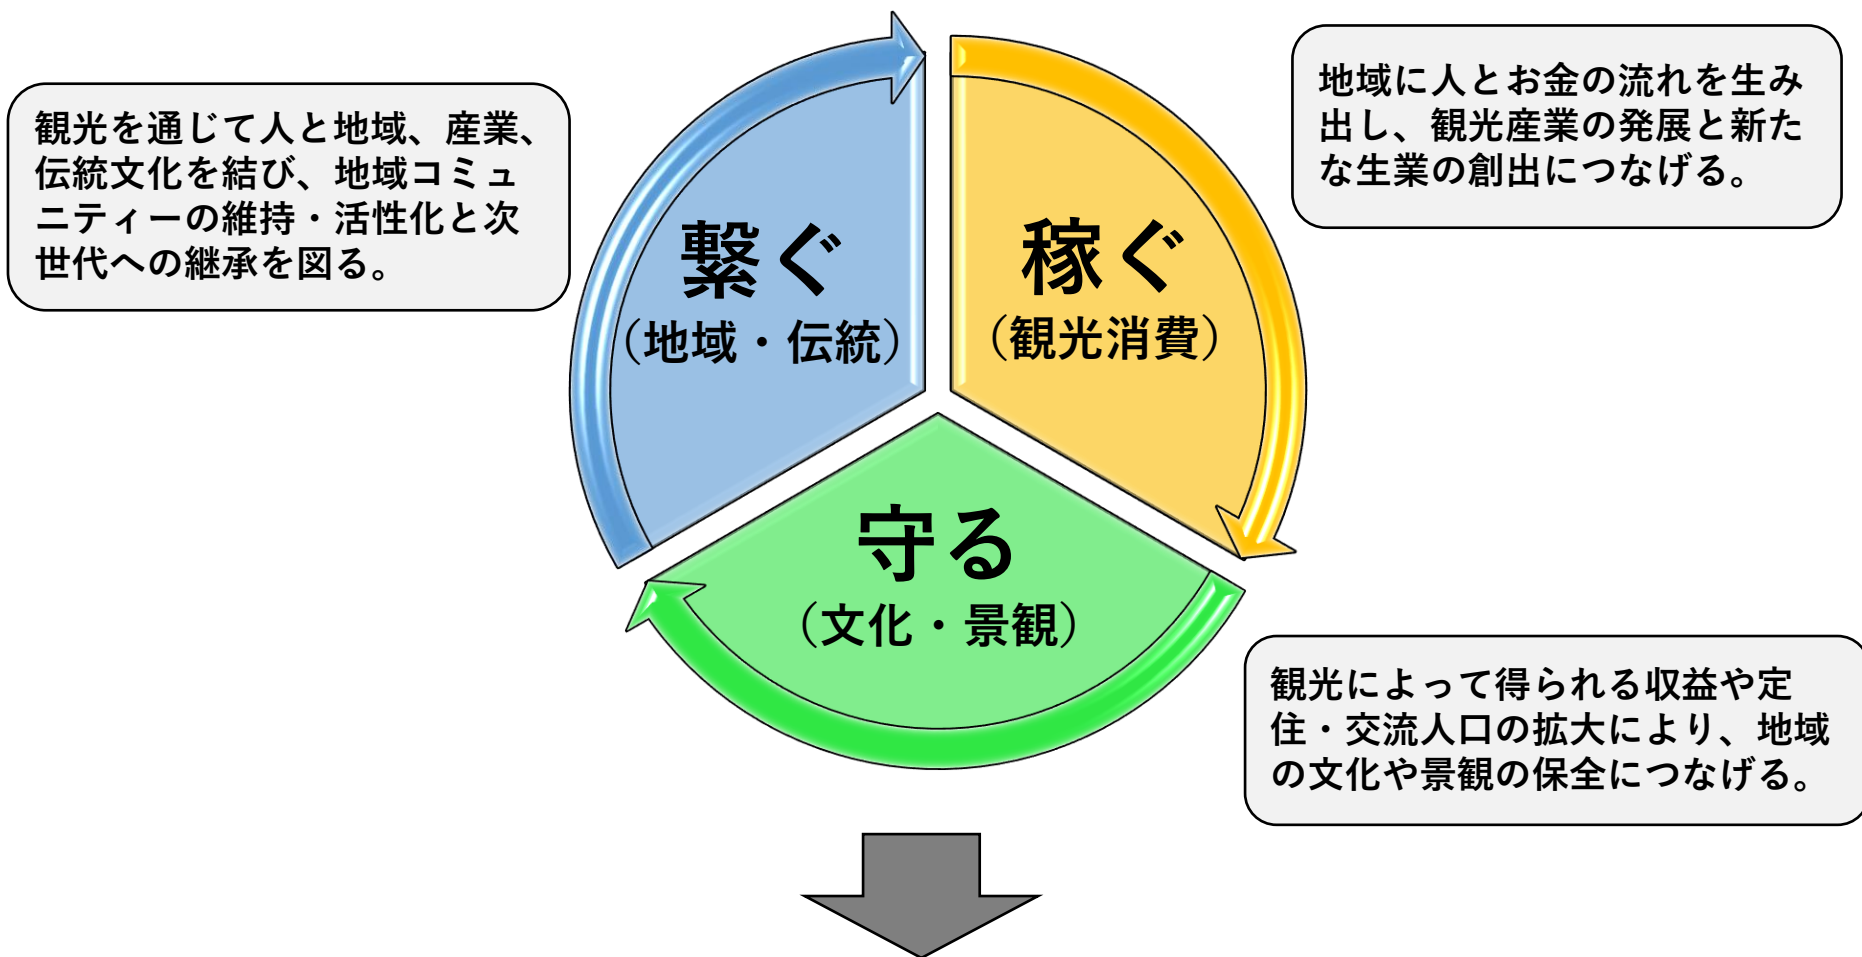 観光を通じて人と地域、産業、
伝統文化を結び、地域コミュ
ニティーの維持・活性化と次
世代への継承を図る。
繋ぐ
（地域・伝統）
稼ぐ
（観光消費）
地域に人とお金の流れを生み
出し、観光産業の発展と新た
な生業の創出につなげる。
守る
（文化・景観）
観光によって得られる収益や定
住・交流人口の拡大により、地域
の文化や景観の保全につなげる。